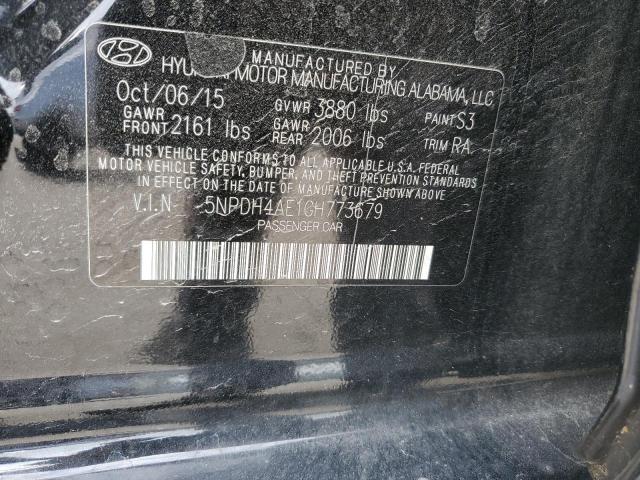 MANUFACTURED BY
MOTOR MANUFACTURING ALABAMA, LLC
Oct/06/15 GVWR 3880 lbs PAINT S3
GAWR FRONT 2161 lbs GAWR REAR 2006 lbs TRIM RA
THIS VEHICLE CONFORMS TO ALL APPLICABLE U.S.A. FEDERAL
MOTOR VEHICLE SAFETY, BUMPER, AND THEFT PREVENTION STANDARDS
IN EFFECT ON THE DATE OF MANUFACTURE SHOWN ABOVE.
V.I.N 5NPDH4AE1GH773679
PASSENGER CAR